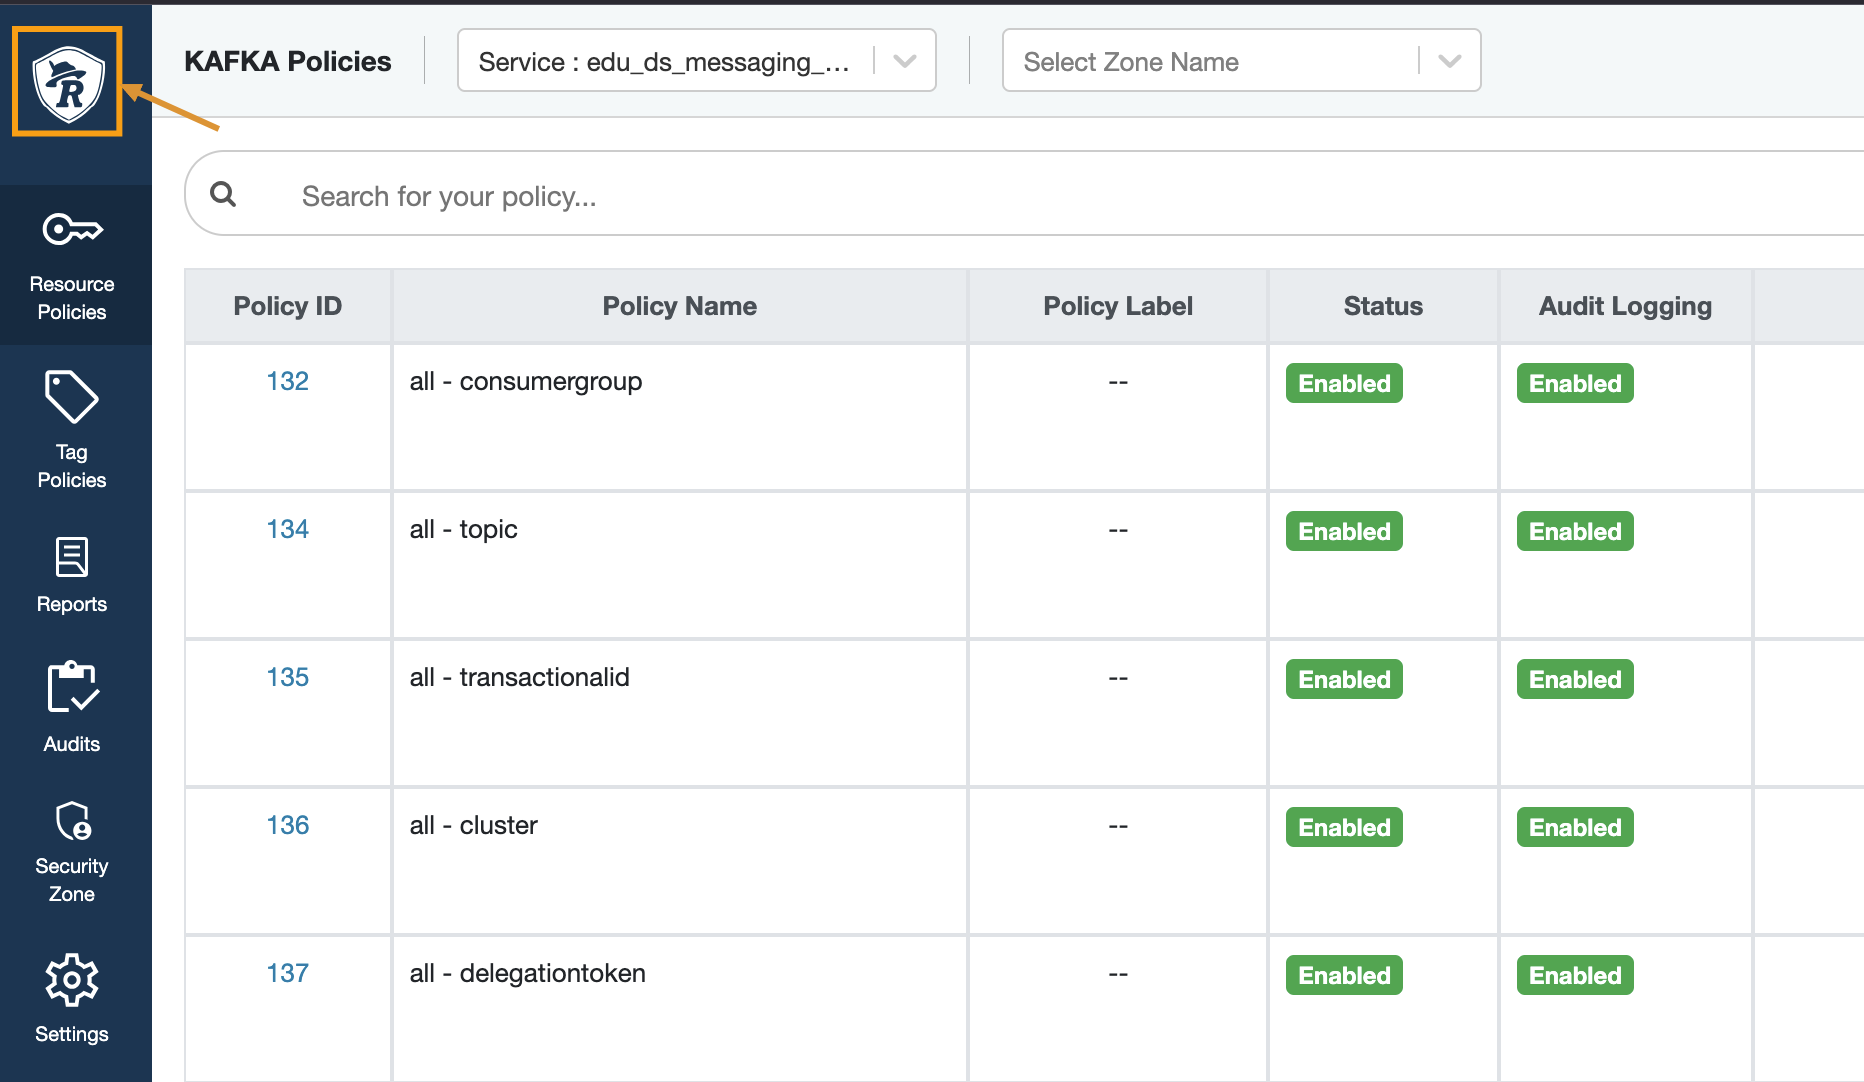 R
KAFKA Policies
Service : edu_ds_messaging_...
Select Zone Name
Search for your policy...
Resource
Policies
Tag
Policies
Reports
Audits
Security
Zone
Settings
Policy ID Policy Name Policy Label Status Audit Logging
132 all - consumergroup -- Enabled Enabled
134 all - topic -- Enabled Enabled
135 all - transactionalid -- Enabled Enabled
136 all - cluster -- Enabled Enabled
137 all - delegationtoken -- Enabled Enabled